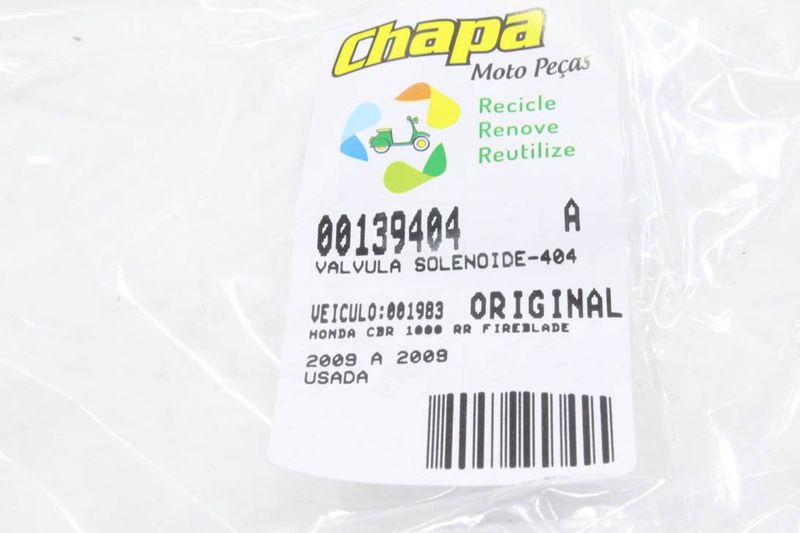 Chapa
Moto Peças
Recicle
Renove
Reutilize
00139404 A
VALVULA SOLENOIDE-404
VEICULO:001983 ORIGINAL
HONDA CBR 1000 RR FIREBLADE
2009 A 2009
USADA